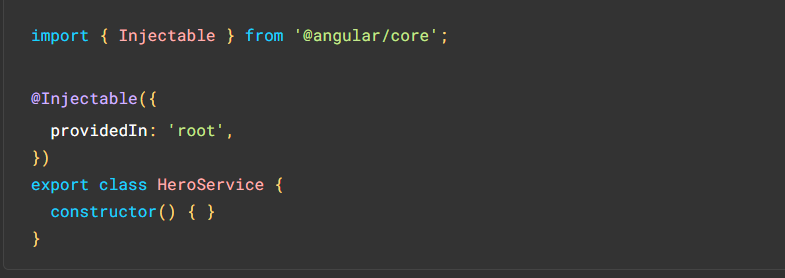 import { Injectable } from '@angular/core';
@Injectable({
  providedIn: 'root',
})
export class HeroService {
  constructor() { }
}